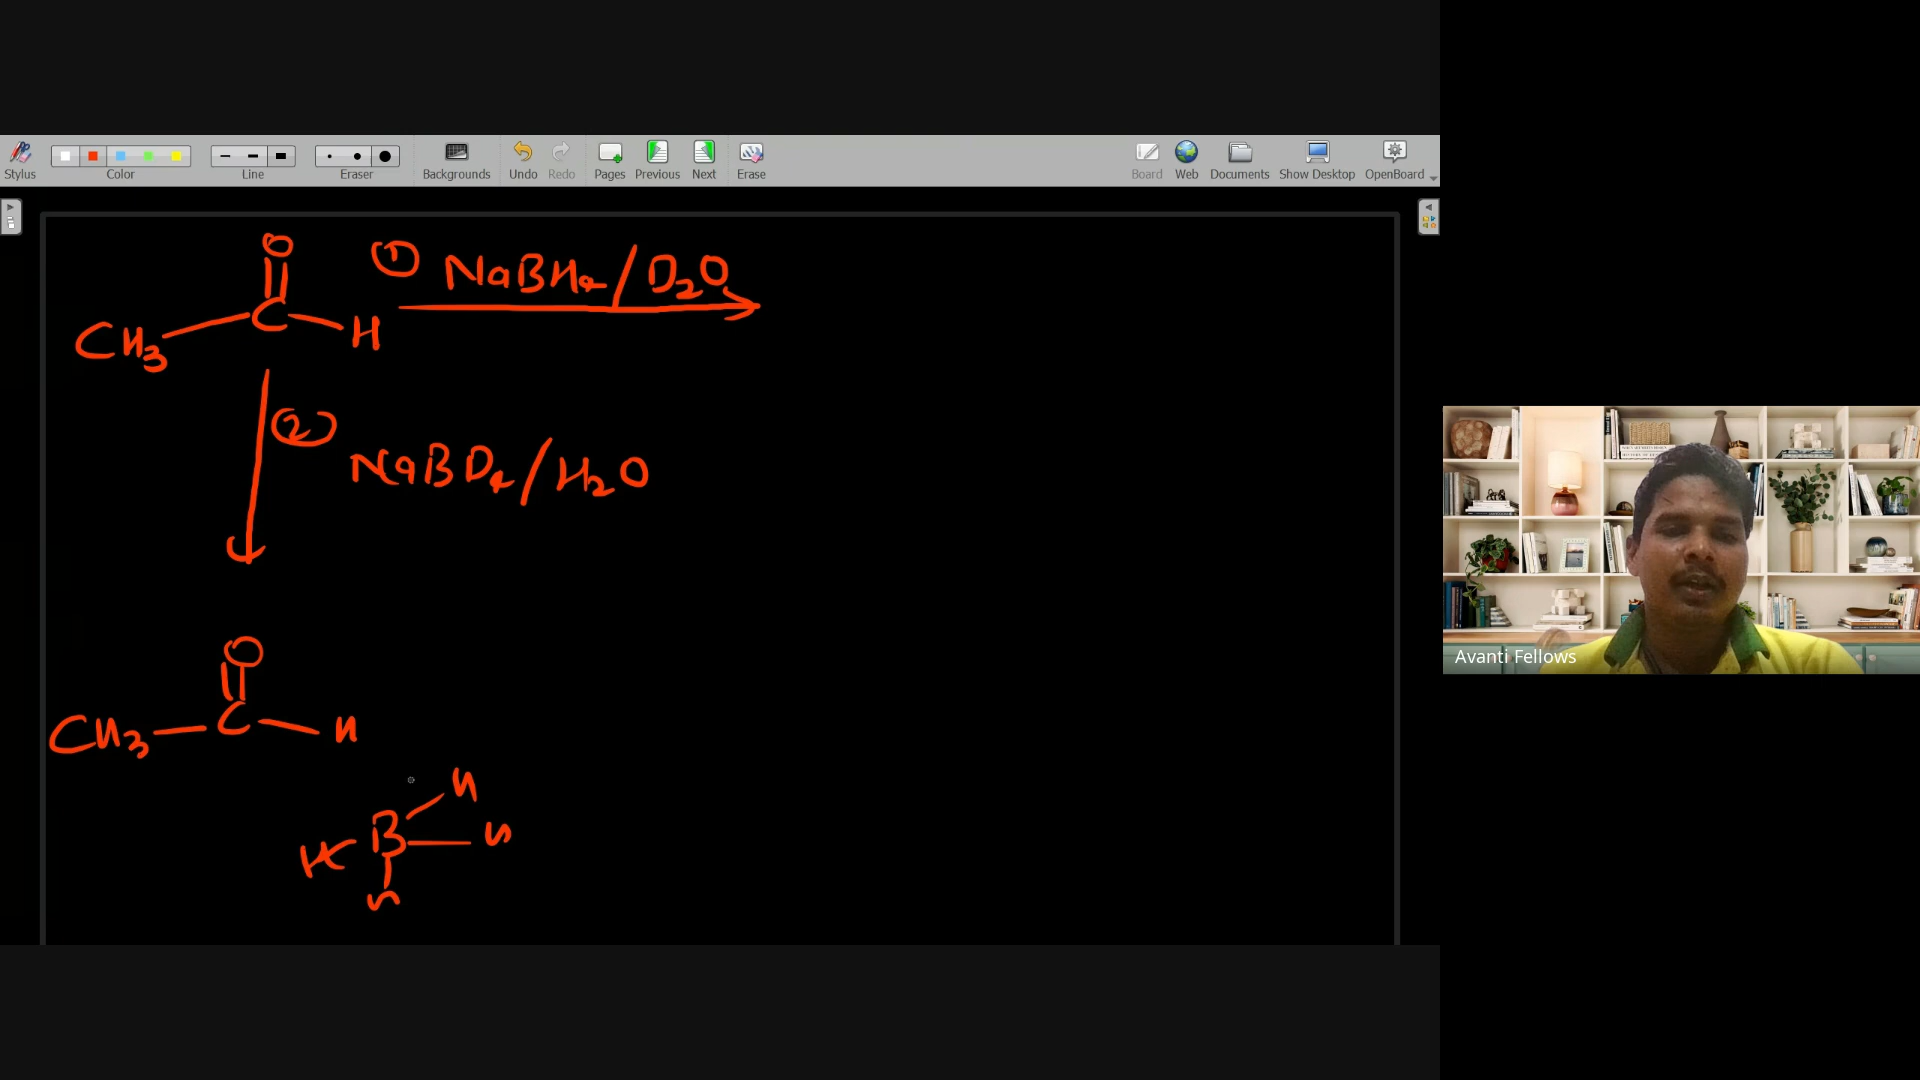 Stylus Color Line Eraser Backgrounds Undo Redo Pages Previous Next Erase Board Web Documents Show Desktop OpenBoard
O
① NaBH4/D2O
CH3 C H
②
NaBD4/H2O
O
CH3 C H
H
H B H
H
Avanti Fellows